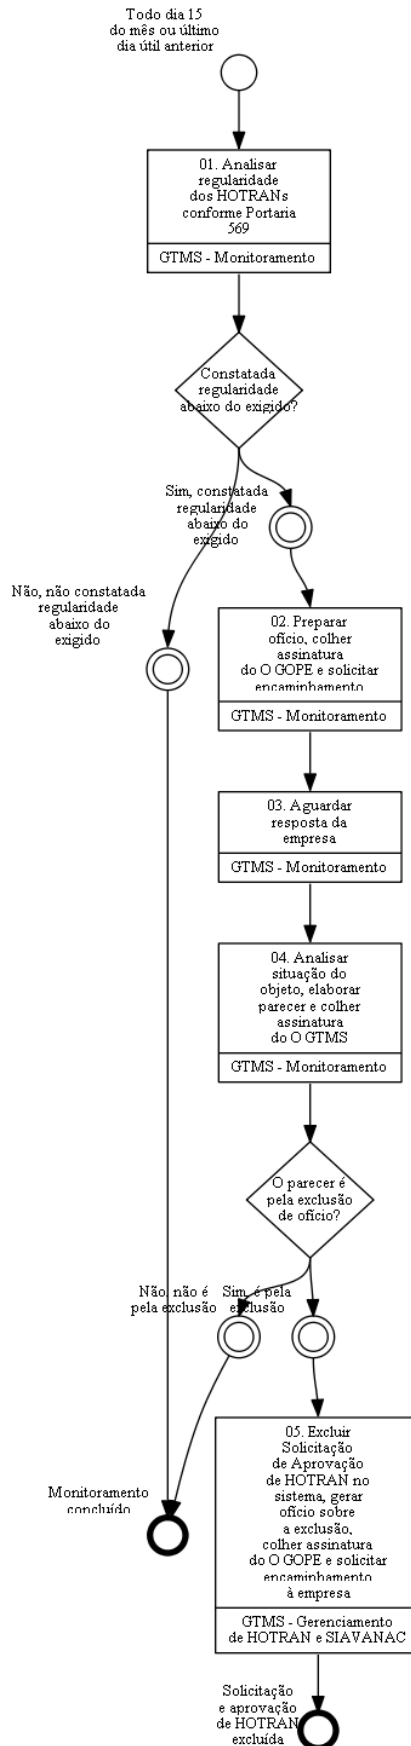 Todo dia 15
do mês ou último
dia útil anterior
01. Analisar
regularidade
dos HOTRANs
conforme Portaria
569
GTMS - Monitoramento
Constatada
regularidade
abaixo do exigido?
Sim, constatada
regularidade
abaixo do
exigido
Não, não constatada
regularidade
abaixo do
exigido
02. Preparar
ofício, colher
assinatura
do O GOPE e solicitar
encaminhamento
GTMS - Monitoramento
03. Aguardar
resposta da
empresa
GTMS - Monitoramento
04. Analisar
situação do
objeto, elaborar
parecer e colher
assinatura
do O GTMS
GTMS - Monitoramento
O parecer é
pela exclusão
de ofício?
Não, não é
pela exclusão
Sim, é pela
exclusão
05. Excluir
Solicitação
de Aprovação
de HOTRAN no
sistema, gerar
ofício sobre
a exclusão,
colher assinatura
do O GOPE e solicitar
encaminhamento
à empresa
GTMS - Gerenciamento
de HOTRAN e SIAVANAC
Monitoramento
concluído
Solicitação
e aprovação
de HOTRAN
excluída